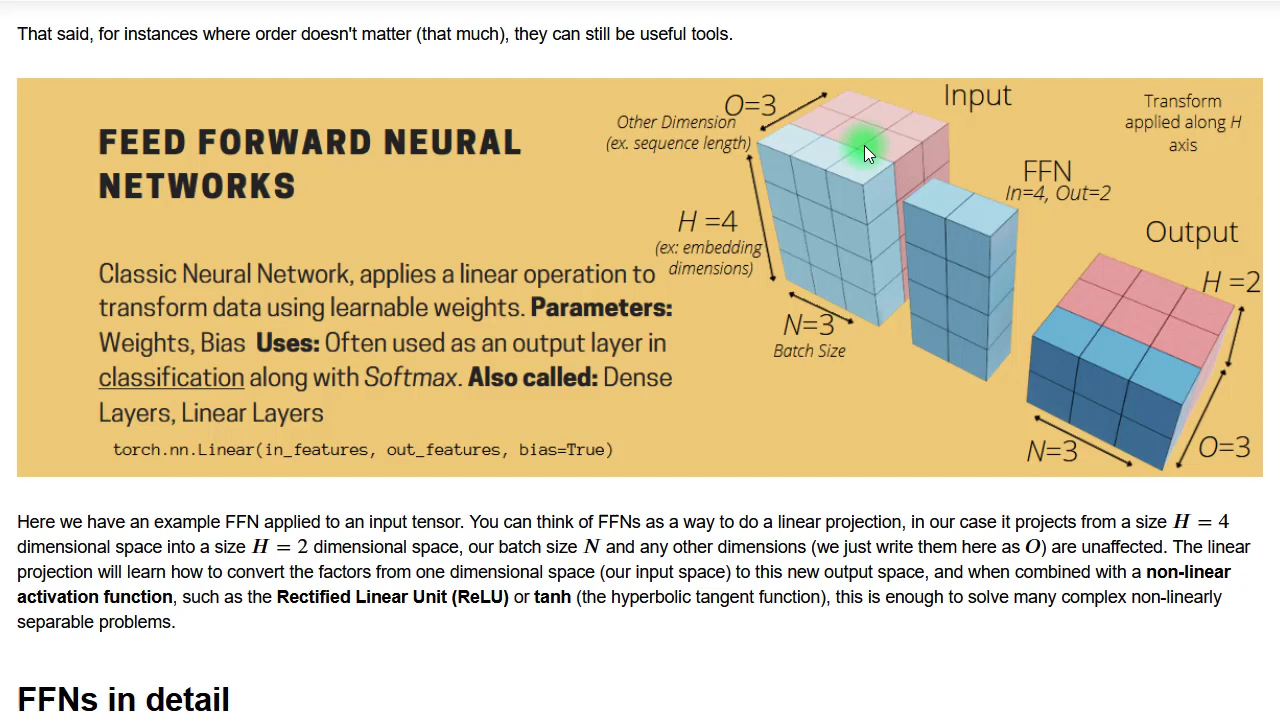 That said, for instances where order doesn't matter (that much), they can still be useful tools.
FEED FORWARD NEURAL
NETWORKS
Classic Neural Network, applies a linear operation to
transform data using learnable weights. Parameters:
Weights, Bias Uses: Often used as an output layer in
classification along with Softmax. Also called: Dense
Layers, Linear Layers
torch.nn.Linear(in_features, out_features, bias=True)
O=3
Other Dimension
(ex. sequence length)
H =4
(ex: embedding
dimensions)
N=3
Batch Size
Input
FFN
In=4, Out=2
Transform
applied along H
axis
Output
H =2
N=3
O=3
Here we have an example FFN applied to an input tensor. You can think of FFNs as a way to do a linear projection, in our case it projects from a size H = 4
dimensional space into a size H = 2 dimensional space, our batch size N and any other dimensions (we just write them here as O) are unaffected. The linear
projection will learn how to convert the factors from one dimensional space (our input space) to this new output space, and when combined with a non-linear
activation function, such as the Rectified Linear Unit (ReLU) or tanh (the hyperbolic tangent function), this is enough to solve many complex non-linearly
separable problems.
FFNs in detail